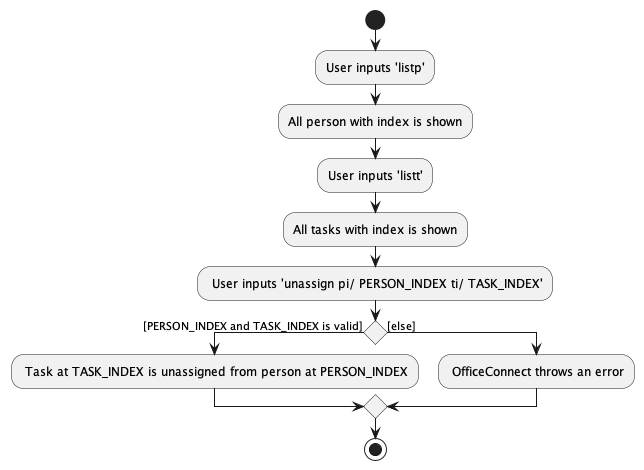 User inputs 'listp'
All person with index is shown
User inputs 'listt'
All tasks with index is shown
User inputs 'unassign pi/ PERSON_INDEX ti/ TASK_INDEX'
[PERSON_INDEX and TASK_INDEX is valid] [else]
Task at TASK_INDEX is unassigned from person at PERSON_INDEX
OfficeConnect throws an error